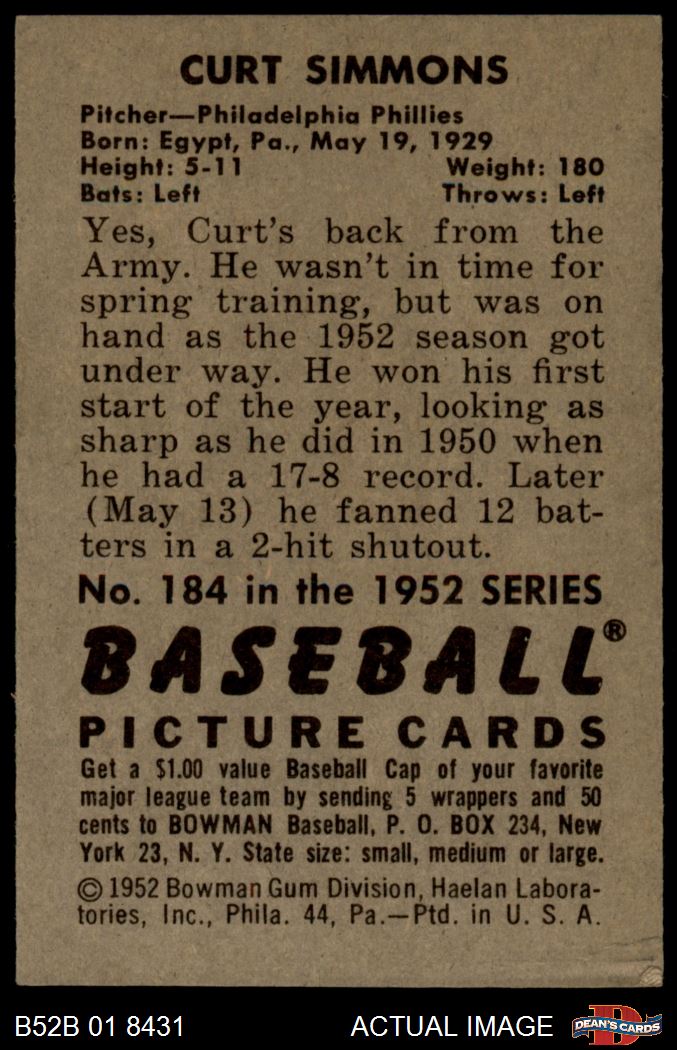 CURT SIMMONS
Pitcher—Philadelphia Phillies
Born: Egypt, Pa., May 19, 1929
Height: 5-11 Weight: 180
Bats: Left Throws: Left
Yes, Curt's back from the
Army. He wasn't in time for
spring training, but was on
hand as the 1952 season got
under way. He won his first
start of the year, looking as
sharp as he did in 1950 when
he had a 17-8 record. Later
(May 13) he fanned 12 bat-
ters in a 2-hit shutout.
No. 184 in the 1952 SERIES
BASEBALL®
PICTURE CARDS
Get a $1.00 value Baseball Cap of your favorite
major league team by sending 5 wrappers and 50
cents to BOWMAN Baseball, P. O. BOX 234, New
York 23, N. Y. State size: small, medium or large.
© 1952 Bowman Gum Division, Haelan Labora-
tories, Inc., Phila. 44, Pa.—Ptd. in U. S. A.
B52B 01 8431 ACTUAL IMAGE D DEAN'S CARDS